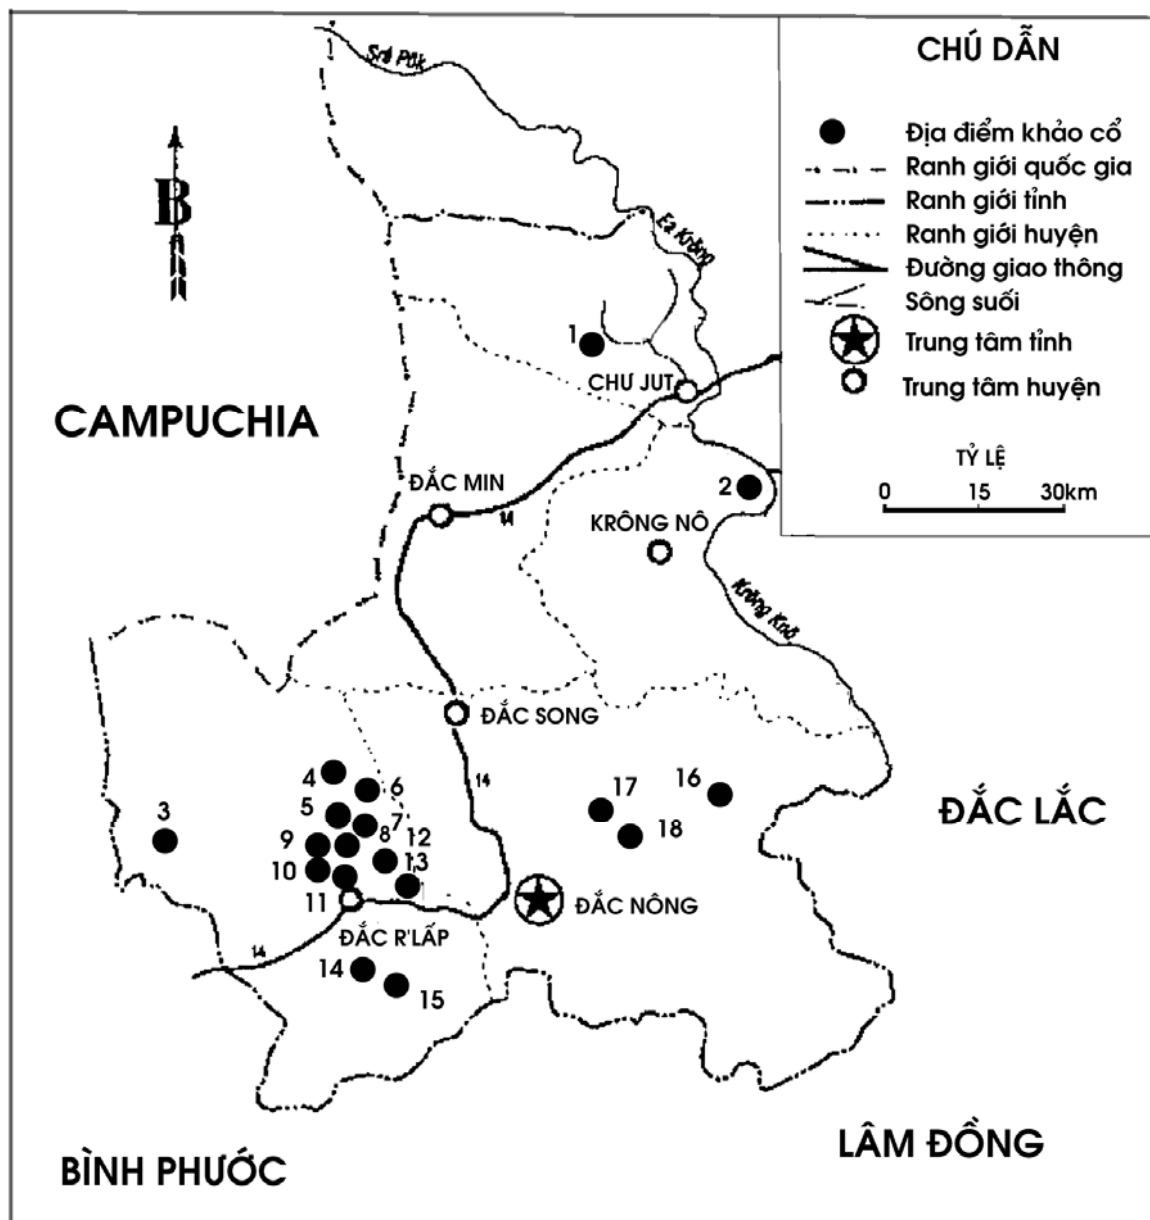 CHÚ DẪN
Địa điểm khảo cổ
Ranh giới quốc gia
Ranh giới tỉnh
Ranh giới huyện
Đường giao thông
Sông suối
Trung tâm tỉnh
Trung tâm huyện
TỶ LỆ
0 15 30km
B
Ea Krông
1
CHƯ JUT
CAMPUCHIA
ĐẮC MIN
14
2
KRÔNG NÔ
Krông Knô
ĐẮC SONG
14
3
4
6
5
7
9
8
12
10
13
11
17
16
18
ĐẮC LẮC
ĐẮC NÔNG
ĐẮC R'LẤP
14
14
15
LÂM ĐỒNG
BÌNH PHƯỚC